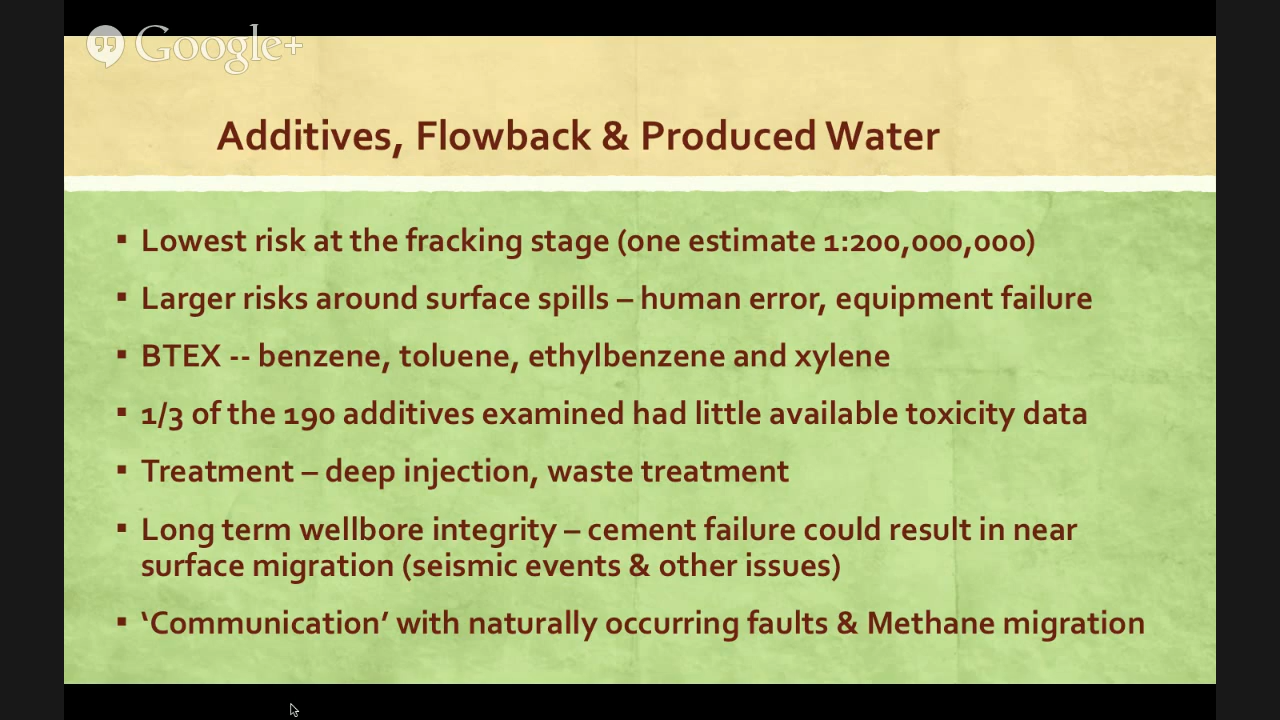 Google+
Additives, Flowback & Produced Water
▪ Lowest risk at the fracking stage (one estimate 1:200,000,000)
▪ Larger risks around surface spills – human error, equipment failure
▪ BTEX -- benzene, toluene, ethylbenzene and xylene
▪ 1/3 of the 190 additives examined had little available toxicity data
▪ Treatment – deep injection, waste treatment
▪ Long term wellbore integrity – cement failure could result in near
surface migration (seismic events & other issues)
▪ ‘Communication’ with naturally occurring faults & Methane migration